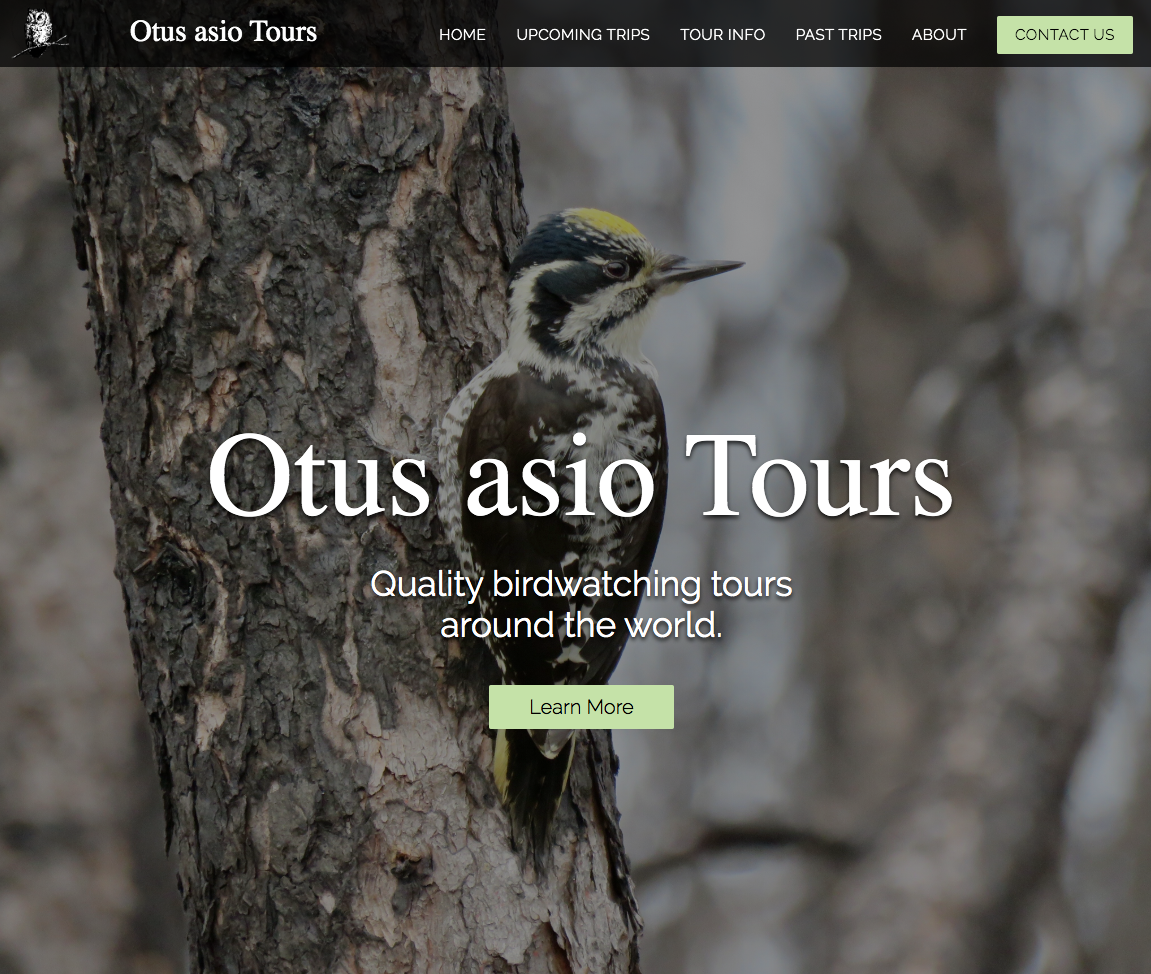 Otus asio Tours
HOME
UPCOMING TRIPS
TOUR INFO
PAST TRIPS
ABOUT
CONTACT US
Otus asio Tours
Quality birdwatching tours
around the world.
Learn More